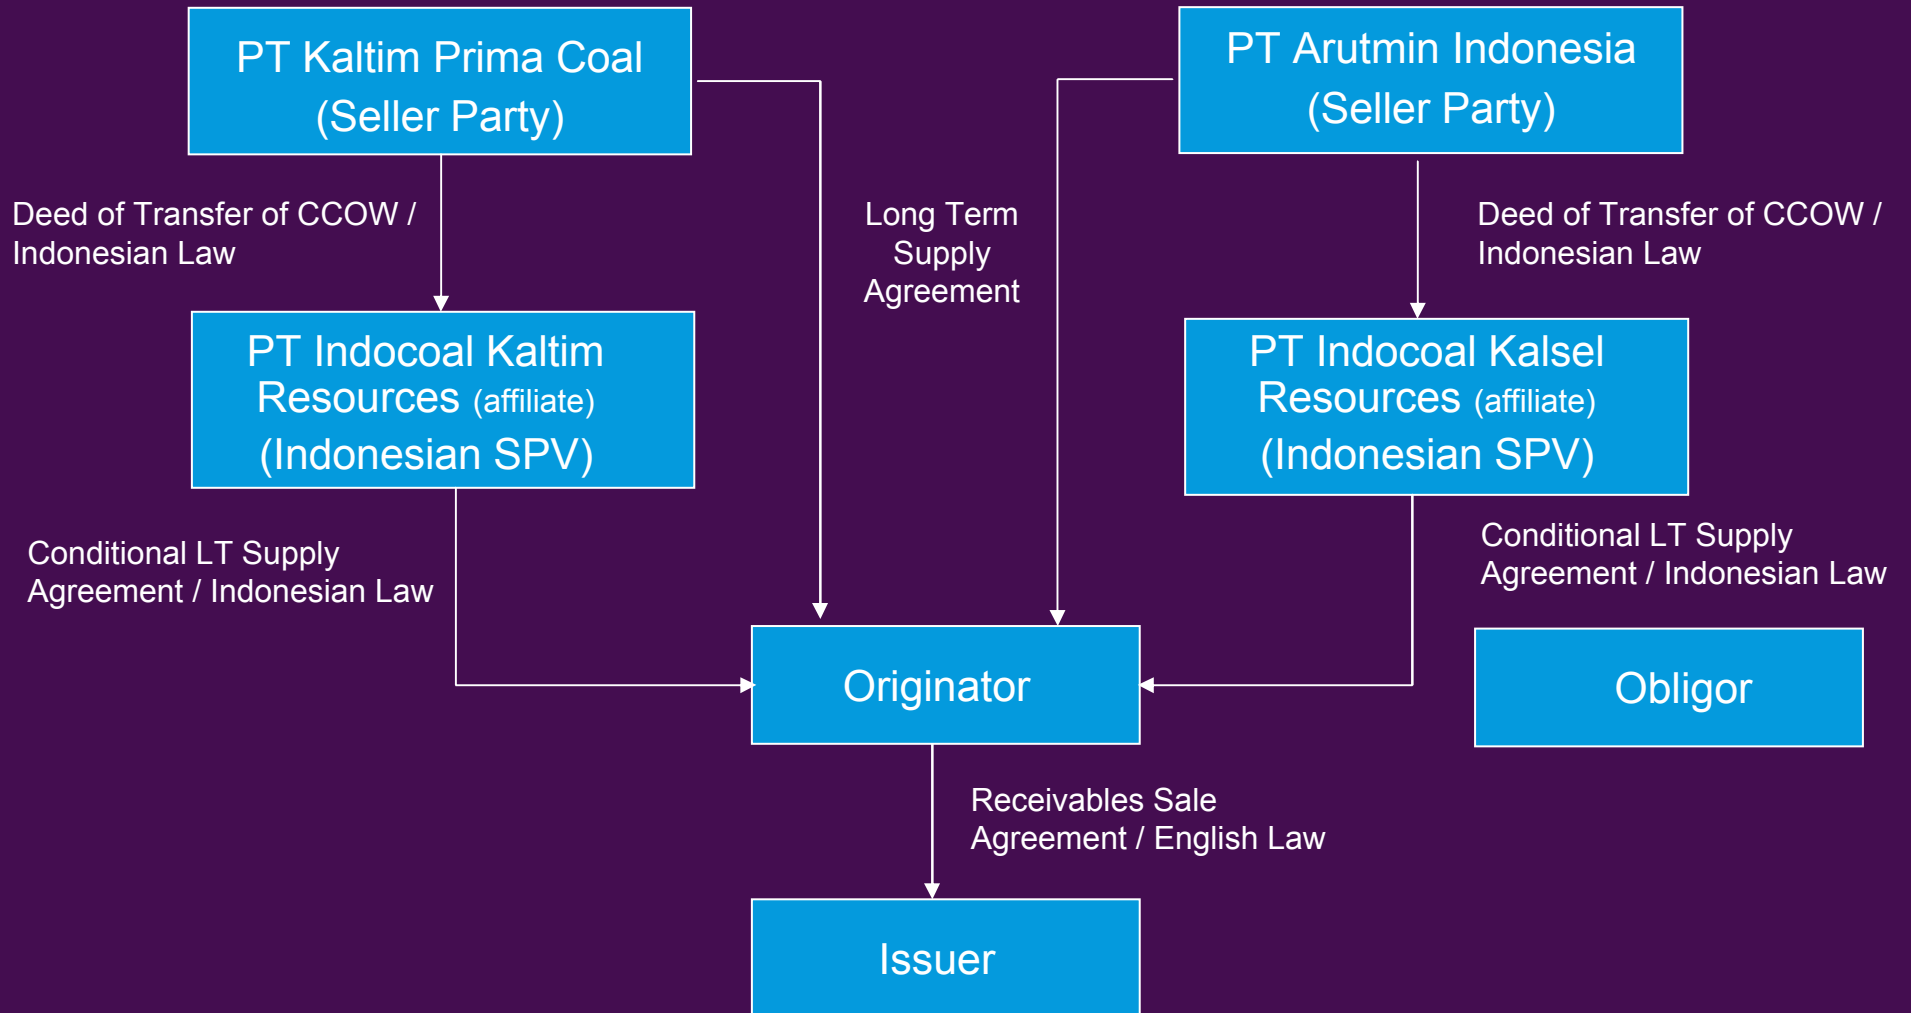 PT Kaltim Prima Coal
(Seller Party)
PT Arutmin Indonesia
(Seller Party)
Deed of Transfer of CCOW /
Indonesian Law
Long Term
Supply
Agreement
Deed of Transfer of CCOW /
Indonesian Law
PT Indocoal Kaltim
Resources (affiliate)
(Indonesian SPV)
PT Indocoal Kalsel
Resources (affiliate)
(Indonesian SPV)
Conditional LT Supply
Agreement / Indonesian Law
Conditional LT Supply
Agreement / Indonesian Law
Originator
Obligor
Receivables Sale
Agreement / English Law
Issuer